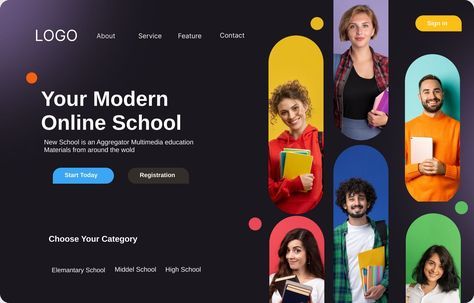 LOGO
About
Service
Feature
Contact
Sign in
Your Modern
Online School
New School is an Aggregator Multimedia education
Materials from around the wold
Start Today
Registration
Choose Your Category
Elemantary School
Middel School
High School